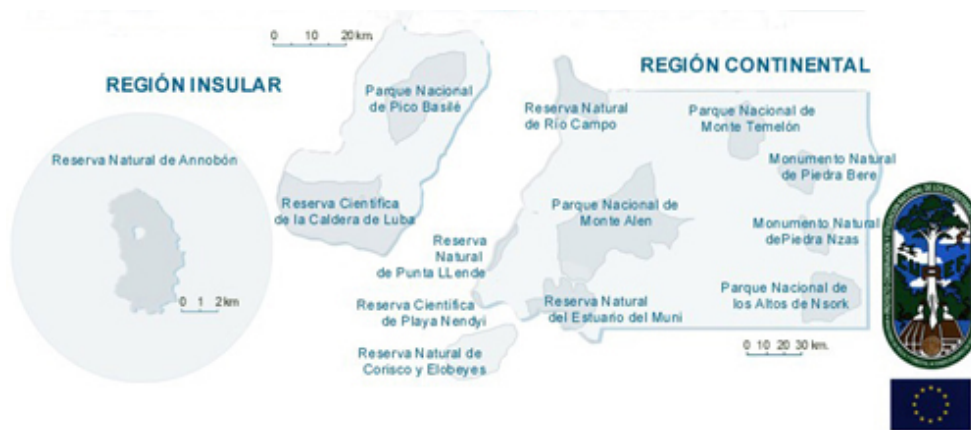 0 10 20 km.
REGIÓN INSULAR
REGIÓN CONTINENTAL
Parque Nacional
de Pico Basilé
Reserva Natural
de Río Campo
Parque Nacional de
Monte Temelón
Reserva Natural de Annobón
Monumento Natural
de Piedra Bere
Reserva Científica
de la Caldera de Luba
Parque Nacional de
Monte Alen
Monumento Natural
dePiedra Nzas
Reserva
Natural
de Punta LLende
0 1 2 km
Reserva Científica
de Playa Nendyi
Reserva Natural
del Estuario del Muni
Parque Nacional de
los Altos de Nsork
Reserva Natural de
Corisco y Elobeyes
0 10 20 30 km.